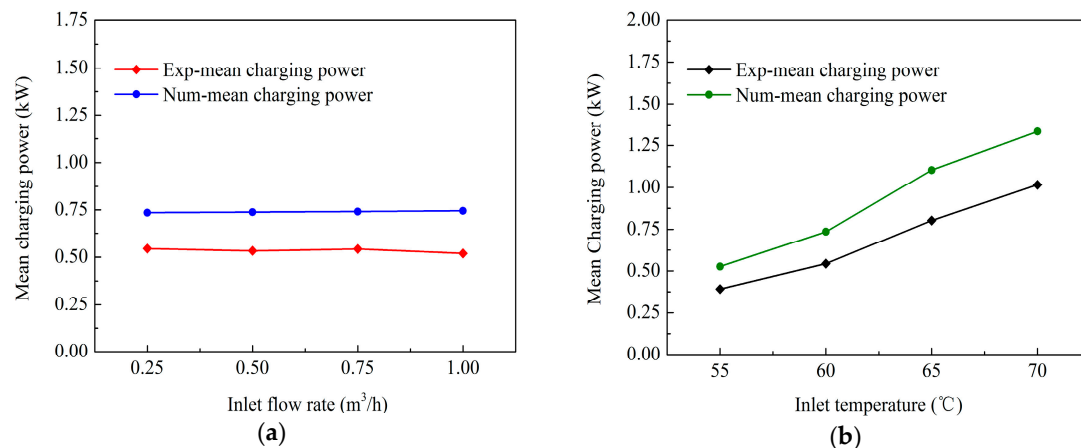 1.75
1.50
1.25
1.00
0.75
0.50
0.25
0.00
Mean charging power (kW)
Exp-mean charging power
Num-mean charging power
0.25 0.50 0.75 1.00
Inlet flow rate (m³/h)
(a)
2.00
1.75
1.50
1.25
1.00
0.75
0.50
0.25
0.00
Mean Charging power (kW)
Exp-mean charging power
Num-mean charging power
55 60 65 70
Inlet temperature (℃)
(b)